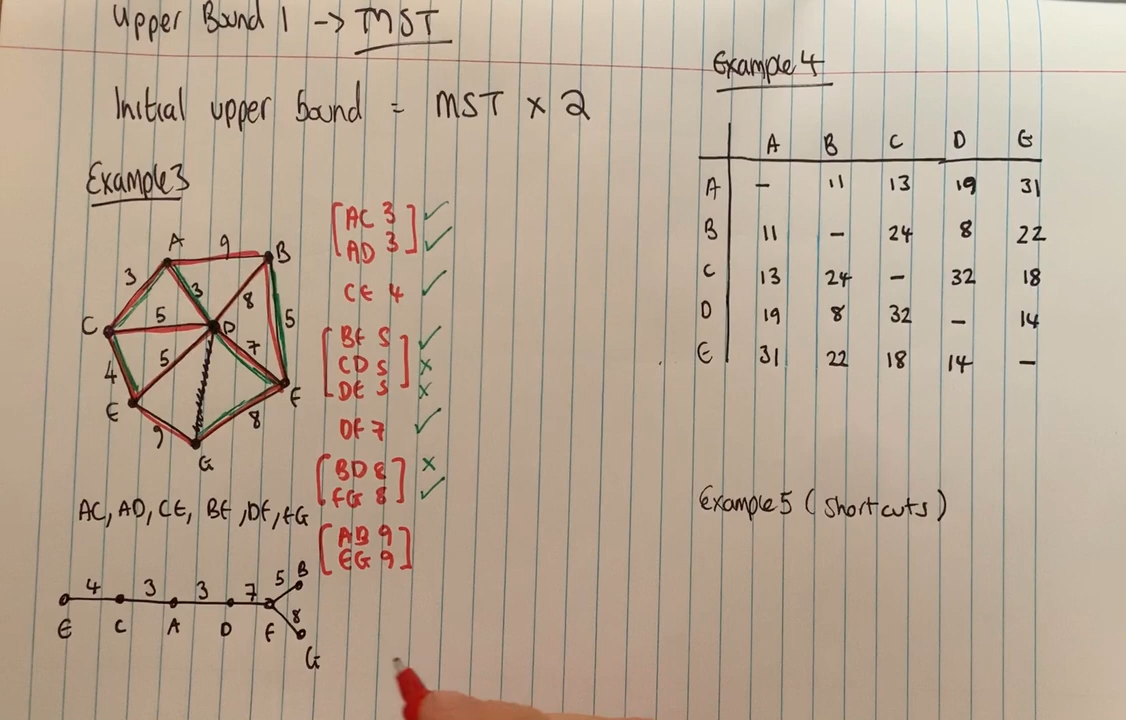 Upper Bound 1 -> MST
Initial upper bound = MST x 2
Example 3
A 9 B
3 3 8
C 5 D 5
4 5 7
E F
9 8
G
[AC 3] ✓
[AD 3] ✓
CE 4 ✓
[BF 5] ✓
[CD 5] x
[DE 5] x
DF 7 ✓
[BD 8] x
[FG 8] ✓
[AB 9]
[EG 9]
AC, AD, CE, BF, DF, FG
4 3 3 7 5 B
E C A D F 8
G
Example 4
A B C D E
A - 11 13 19 31
B 11 - 24 8 22
C 13 24 - 32 18
D 19 8 32 - 14
E 31 22 18 14 -
Example 5 (shortcuts)